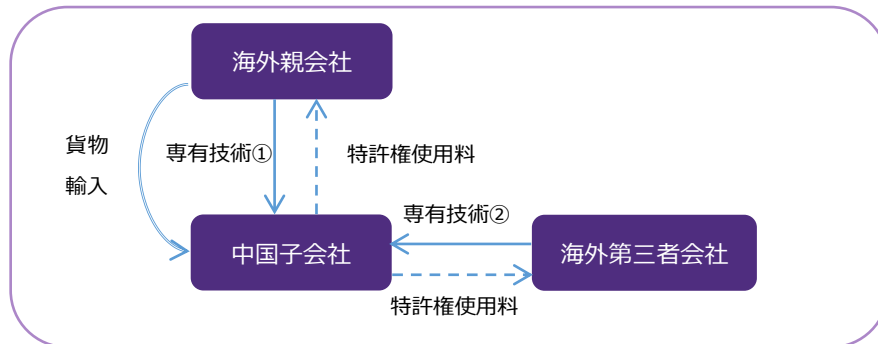 海外親会社
貨物
輸入
専有技術①
特許権使用料
専有技術②
中国子会社
海外第三者会社
特許権使用料